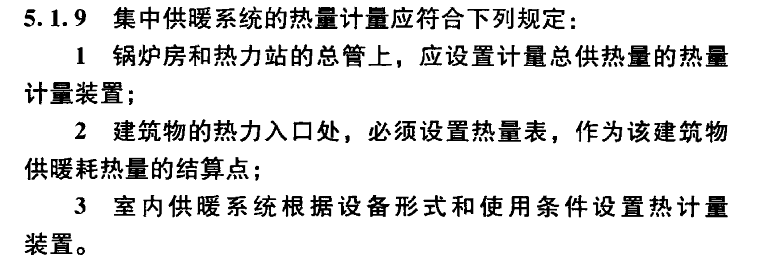 5.1.9 集中供暖系统的热量计量应符合下列规定：
1 锅炉房和热力站的总管上，应设置计量总供热量的热量
计量装置；
2 建筑物的热力入口处，必须设置热量表，作为该建筑物
供暖耗热量的结算点；
3 室内供暖系统根据设备形式和使用条件设置热计量
装置。